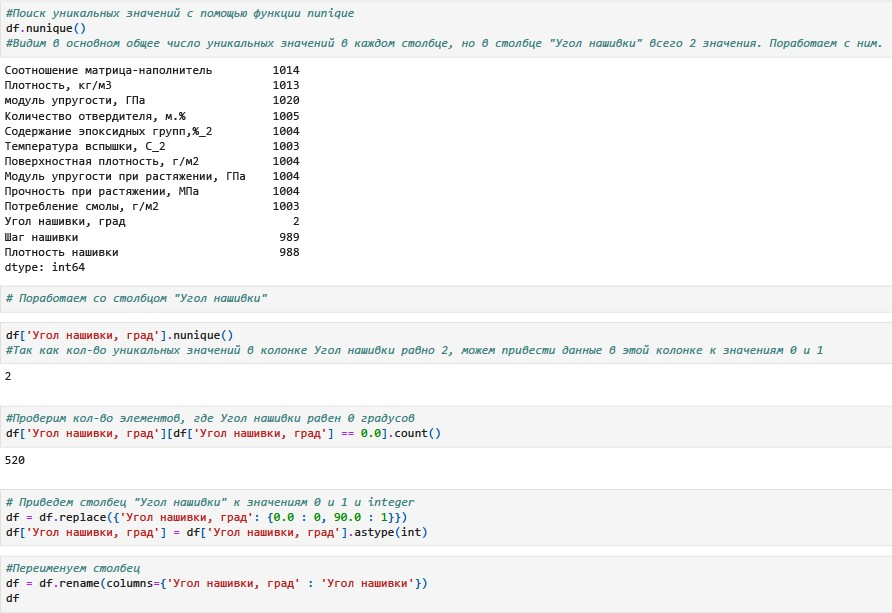 #Поиск уникальных значений с помощью функции nunique
df.nunique()
#Видим в основном общее число уникальных значений в каждом столбце, но в столбце "Угол нашивки" всего 2 значения. Поработаем с ним.
Соотношение матрица-наполнитель 1014
Плотность, кг/м3 1013
модуль упругости, ГПа 1020
Количество отвердителя, м.% 1005
Содержание эпоксидных групп,%_2 1004
Температура вспышки, С_2 1003
Поверхностная плотность, г/м2 1004
Модуль упругости при растяжении, ГПа 1004
Прочность при растяжении, МПа 1004
Потребление смолы, г/м2 1003
Угол нашивки, град 2
Шаг нашивки 989
Плотность нашивки 988
dtype: int64
# Поработаем со столбцом "Угол нашивки"
df['Угол нашивки, град'].nunique()
#Так как кол-во уникальных значений в колонке Угол нашивки равно 2, можем привести данные в этой колонке к значениям 0 и 1
2
#Проверим кол-во элементов, где Угол нашивки равен 0 градусов
df['Угол нашивки, град'][df['Угол нашивки, град'] == 0.0].count()
520
# Приведем столбец "Угол нашивки" к значениям 0 и 1 и integer
df = df.replace({'Угол нашивки, град': {0.0 : 0, 90.0 : 1}})
df['Угол нашивки, град'] = df['Угол нашивки, град'].astype(int)
#Переименуем столбец
df = df.rename(columns={'Угол нашивки, град' : 'Угол нашивки'})
df